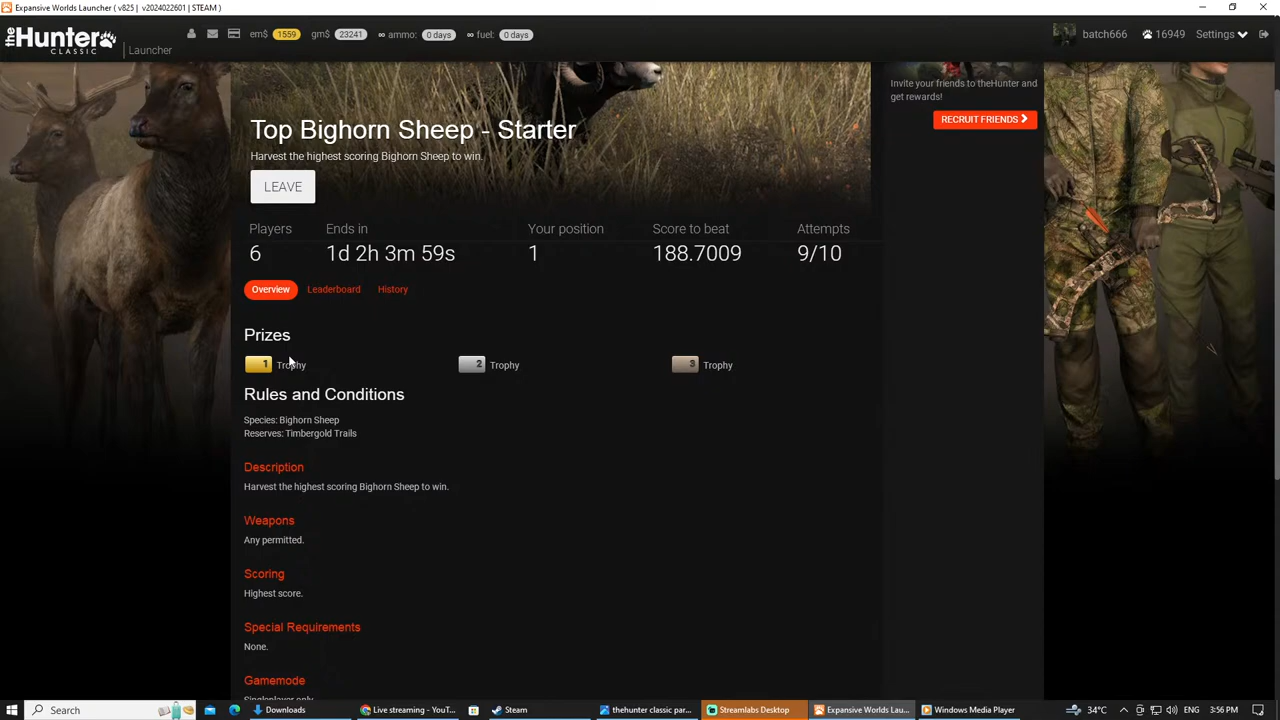 Expansive Worlds Launcher ( v825 | v2024022601 | STEAM )
theHunter CLASSIC | Launcher em$ 1559 gm$ 23241 ∞ ammo: 0 days ∞ fuel: 0 days batch666 16949 Settings
Invite your friends to theHunter and
get rewards!
RECRUIT FRIENDS
Top Bighorn Sheep - Starter
Harvest the highest scoring Bighorn Sheep to win.
LEAVE
Players Ends in Your position Score to beat Attempts
6 1d 2h 3m 59s 1 188.7009 9/10
Overview Leaderboard History
Prizes
1 Trophy 2 Trophy 3 Trophy
Rules and Conditions
Species: Bighorn Sheep
Reserves: Timbergold Trails
Description
Harvest the highest scoring Bighorn Sheep to win.
Weapons
Any permitted.
Scoring
Highest score.
Special Requirements
None.
Gamemode
Singleplayer only
Search Downloads Live streaming - YouT... Steam thehunter classic par... Streamlabs Desktop Expansive Worlds Lau... Windows Media Player 34°C ENG 3:56 PM